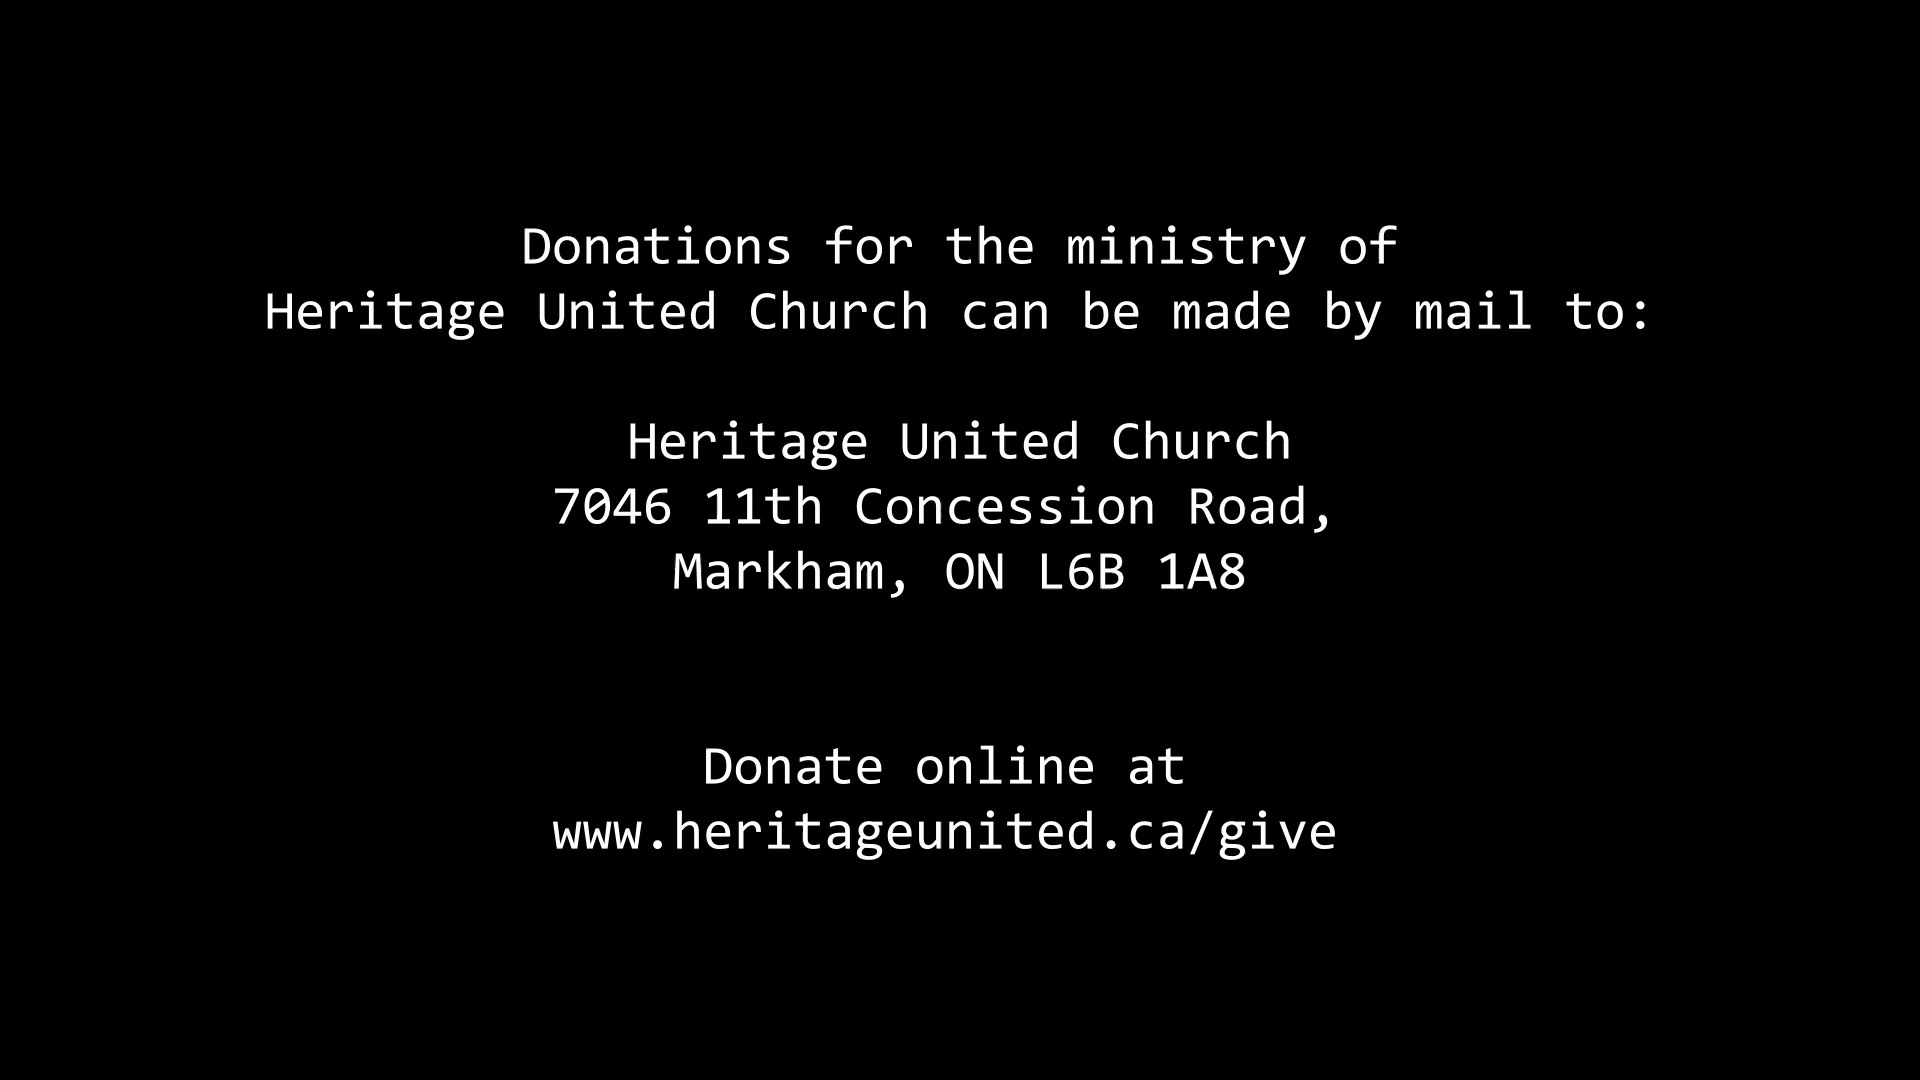 Donations for the ministry of
Heritage United Church can be made by mail to:
Heritage United Church
7046 11th Concession Road,
Markham, ON L6B 1A8
Donate online at
www.heritageunited.ca/give